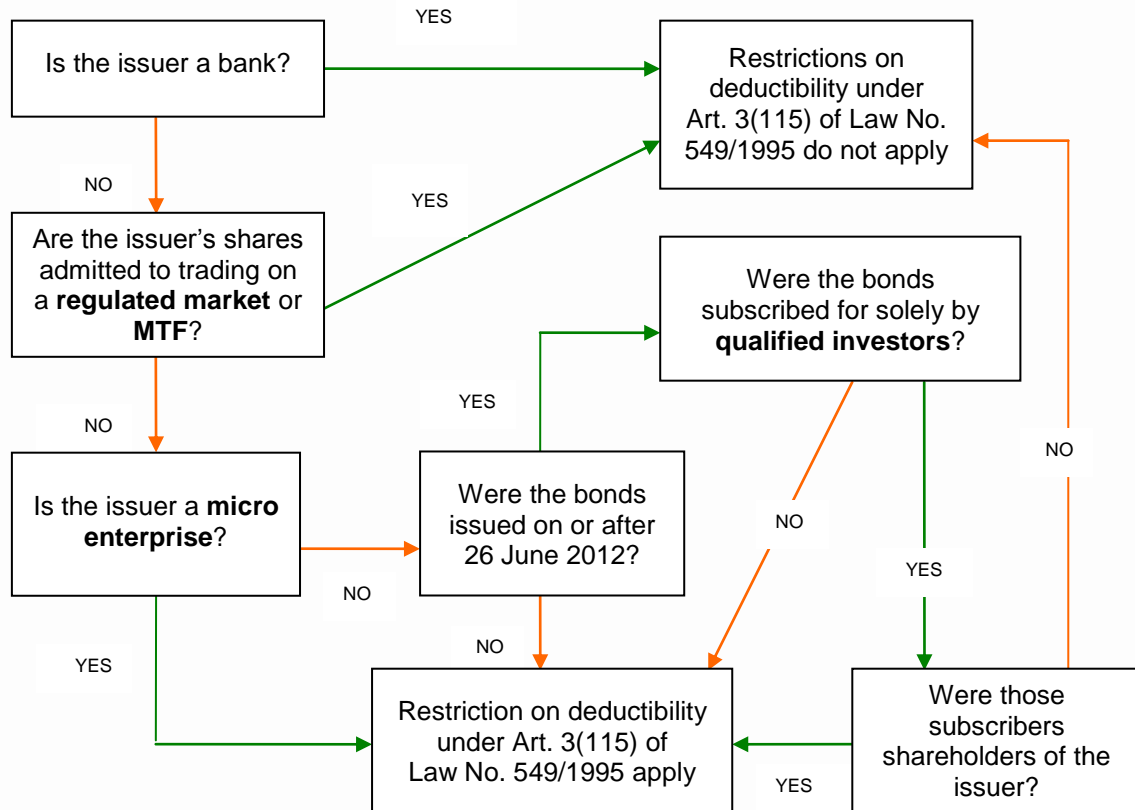 YES
Is the issuer a bank?
Restrictions on
deductibility under
Art. 3(115) of Law No.
549/1995 do not apply
NO
YES
Are the issuer’s shares
admitted to trading on
a regulated market or
MTF?
Were the bonds
subscribed for solely by
qualified investors?
YES
NO
NO
Is the issuer a micro
enterprise?
Were the bonds
issued on or after
26 June 2012?
NO
YES
NO
NO
YES
Restriction on deductibility
under Art. 3(115) of
Law No. 549/1995 apply
Were those
subscribers
shareholders of the
issuer?
YES